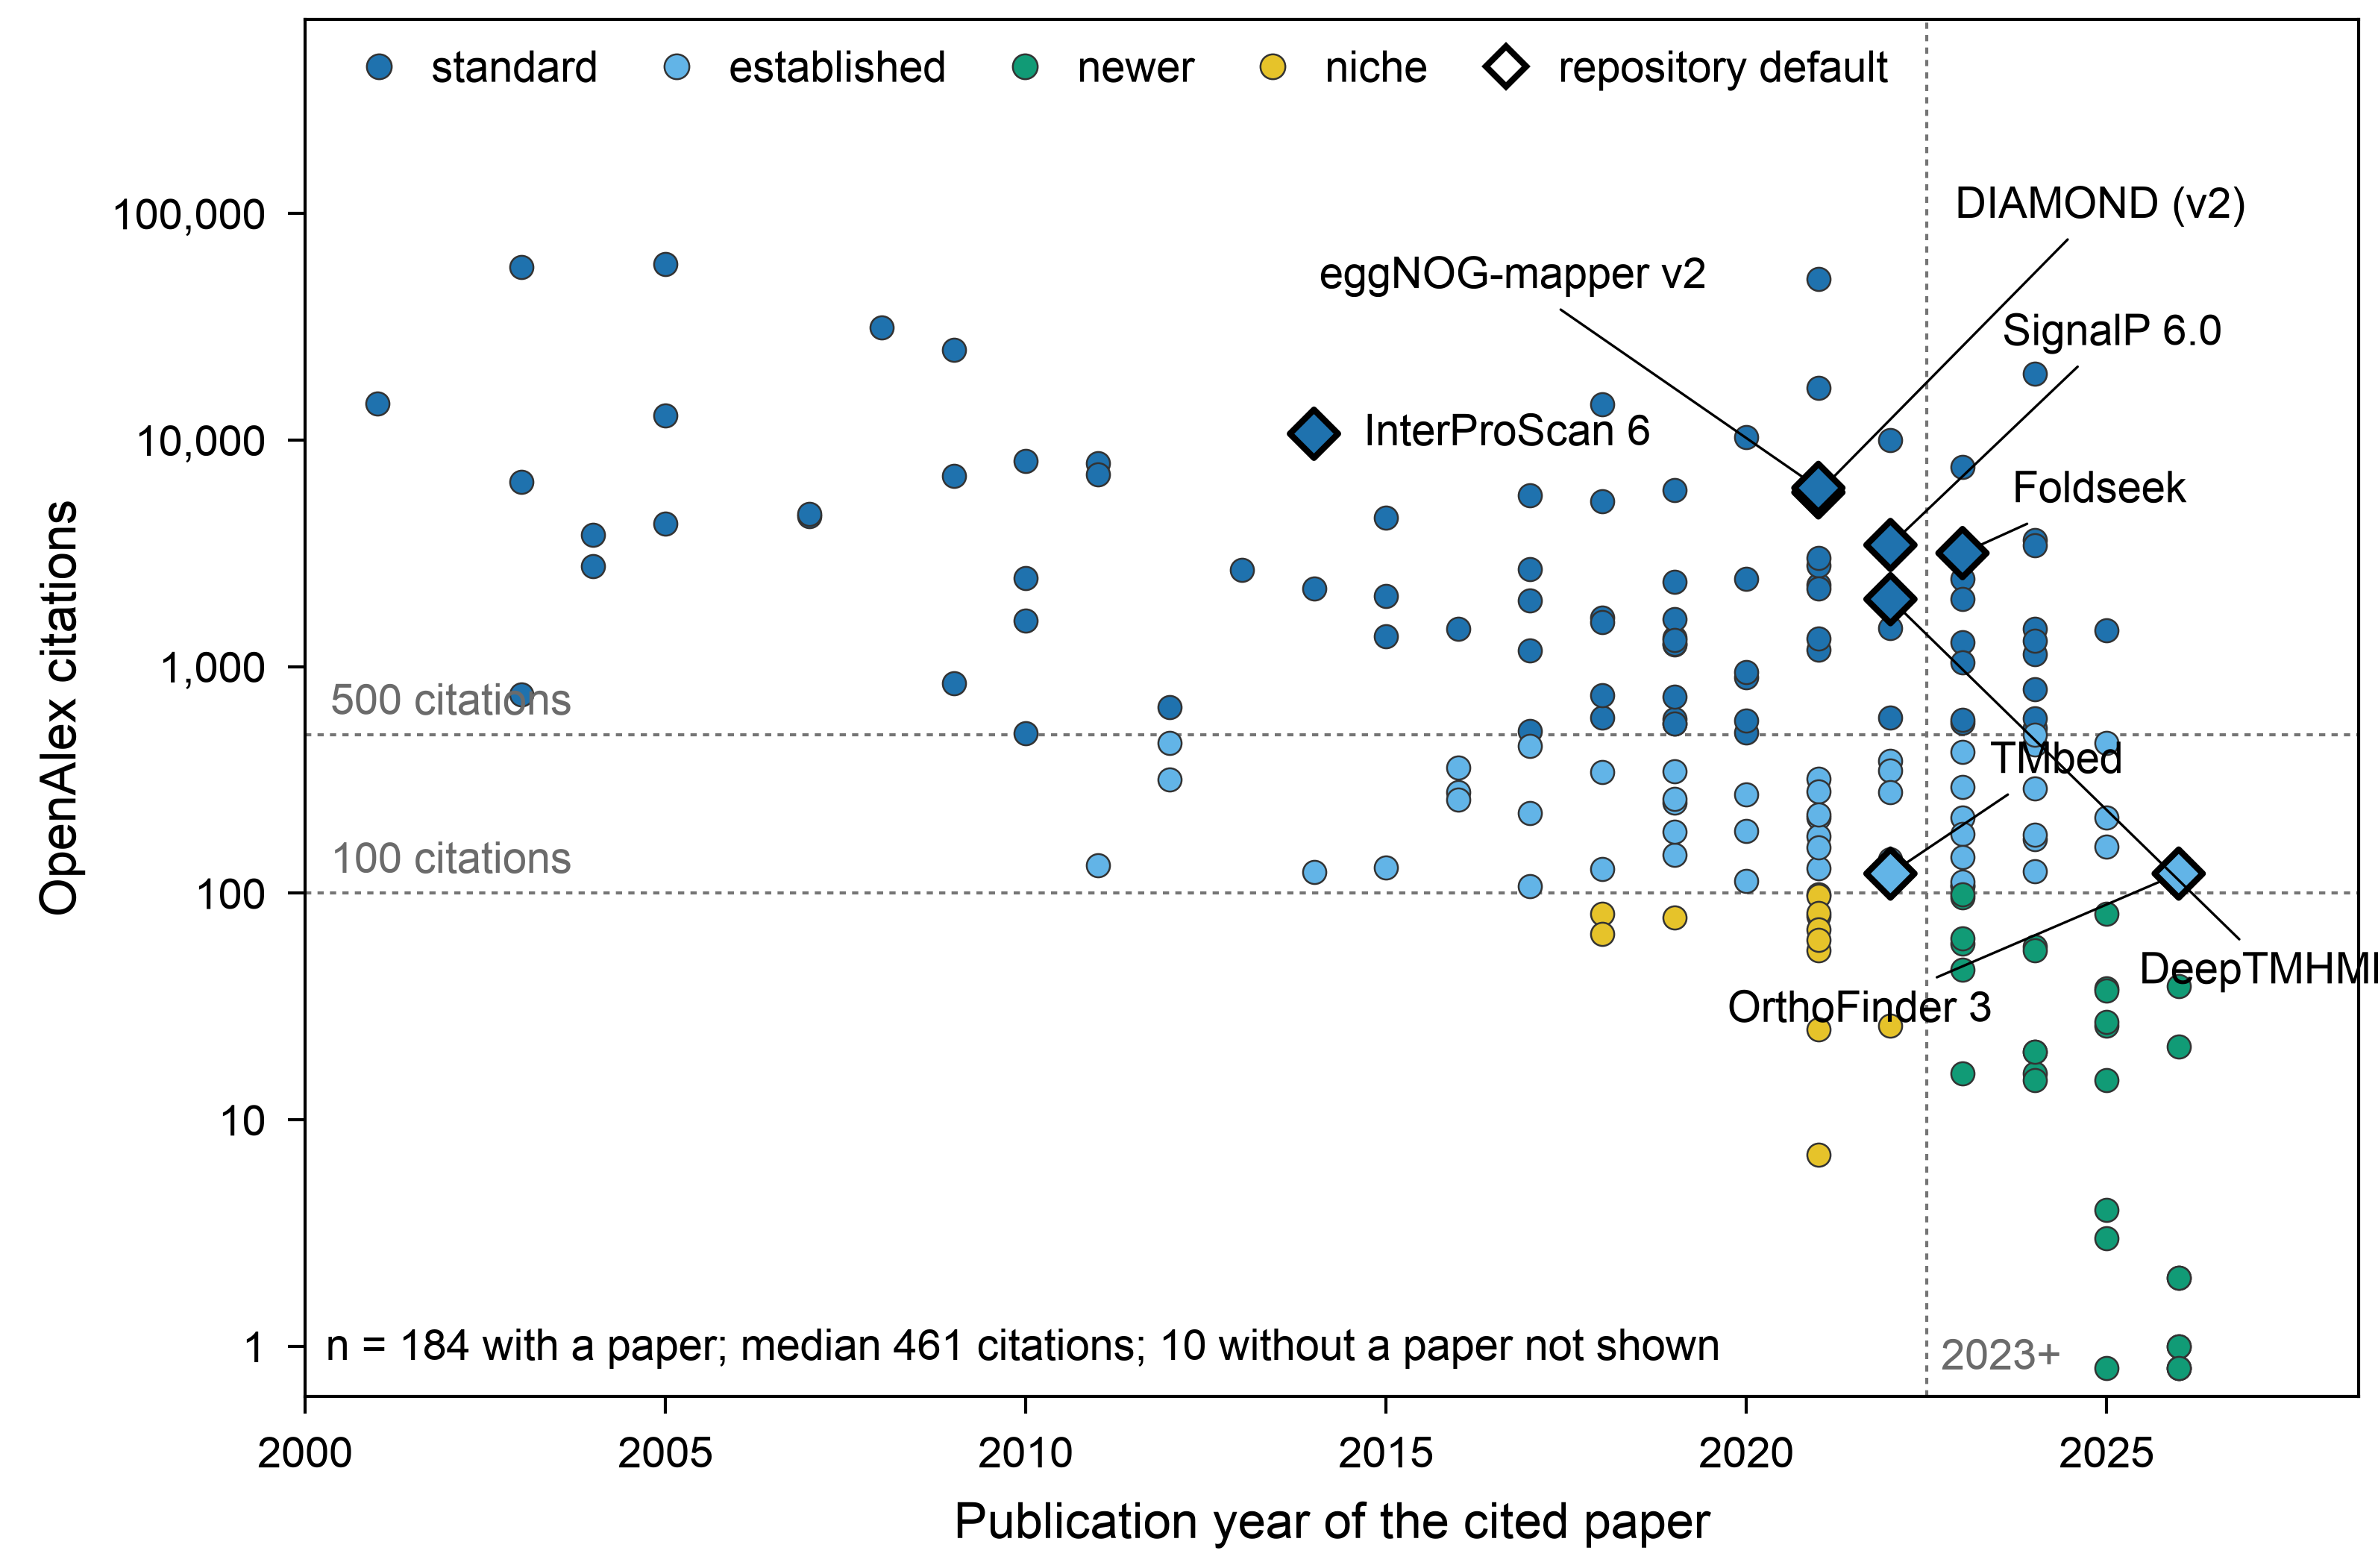 standard
established
newer
niche
repository default
DIAMOND (v2)
eggNOG-mapper v2
SignalP 6.0
InterProScan 6
Foldseek
500 citations
TMbed
100 citations
DeepTMHM
OrthoFinder 3
n = 184 with a paper; median 461 citations; 10 without a paper not shown
2023+
OpenAlex citations
100,000
10,000
1,000
100
10
1
2000
2005
2010
2015
2020
2025
Publication year of the cited paper